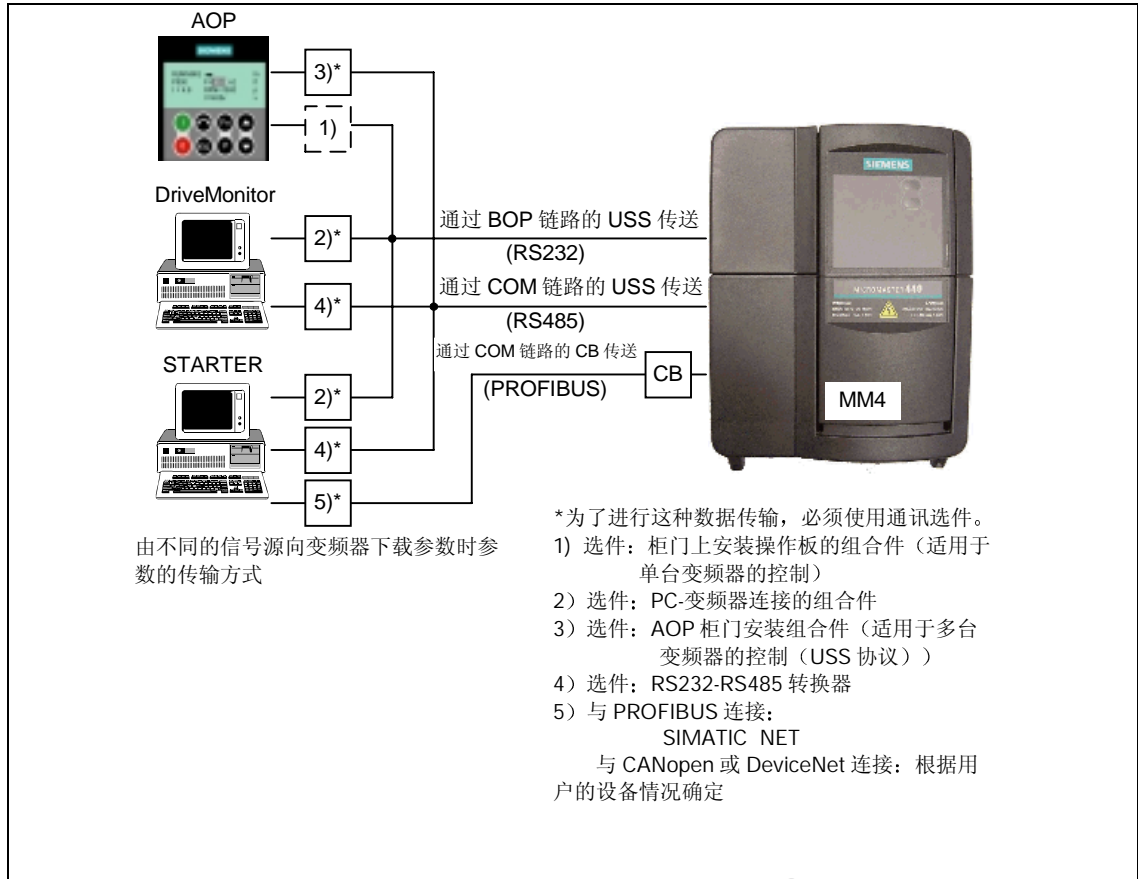 AOP
SIEMENS
3)*
1)
DriveMonitor
2)*
4)*
STARTER
2)*
4)*
5)*
通过 BOP 链路的 USS 传送
(RS232)
通过 COM 链路的 USS 传送
(RS485)
通过 COM 链路的 CB 传送
(PROFIBUS)
CB
SIEMENS
MICROMASTER 440
MM4
由不同的信号源向变频器下载参数时参
数的传输方式
*为了进行这种数据传输，必须使用通讯选件。
1) 选件：柜门上安装操作板的组合件（适用于
单台变频器的控制）
2）选件：PC-变频器连接的组合件
3）选件：AOP 柜门安装组合件（适用于多台
变频器的控制（USS 协议））
4）选件：RS232-RS485 转换器
5）与 PROFIBUS 连接：
SIMATIC NET
与 CANopen 或 DeviceNet 连接：根据用
户的设备情况确定